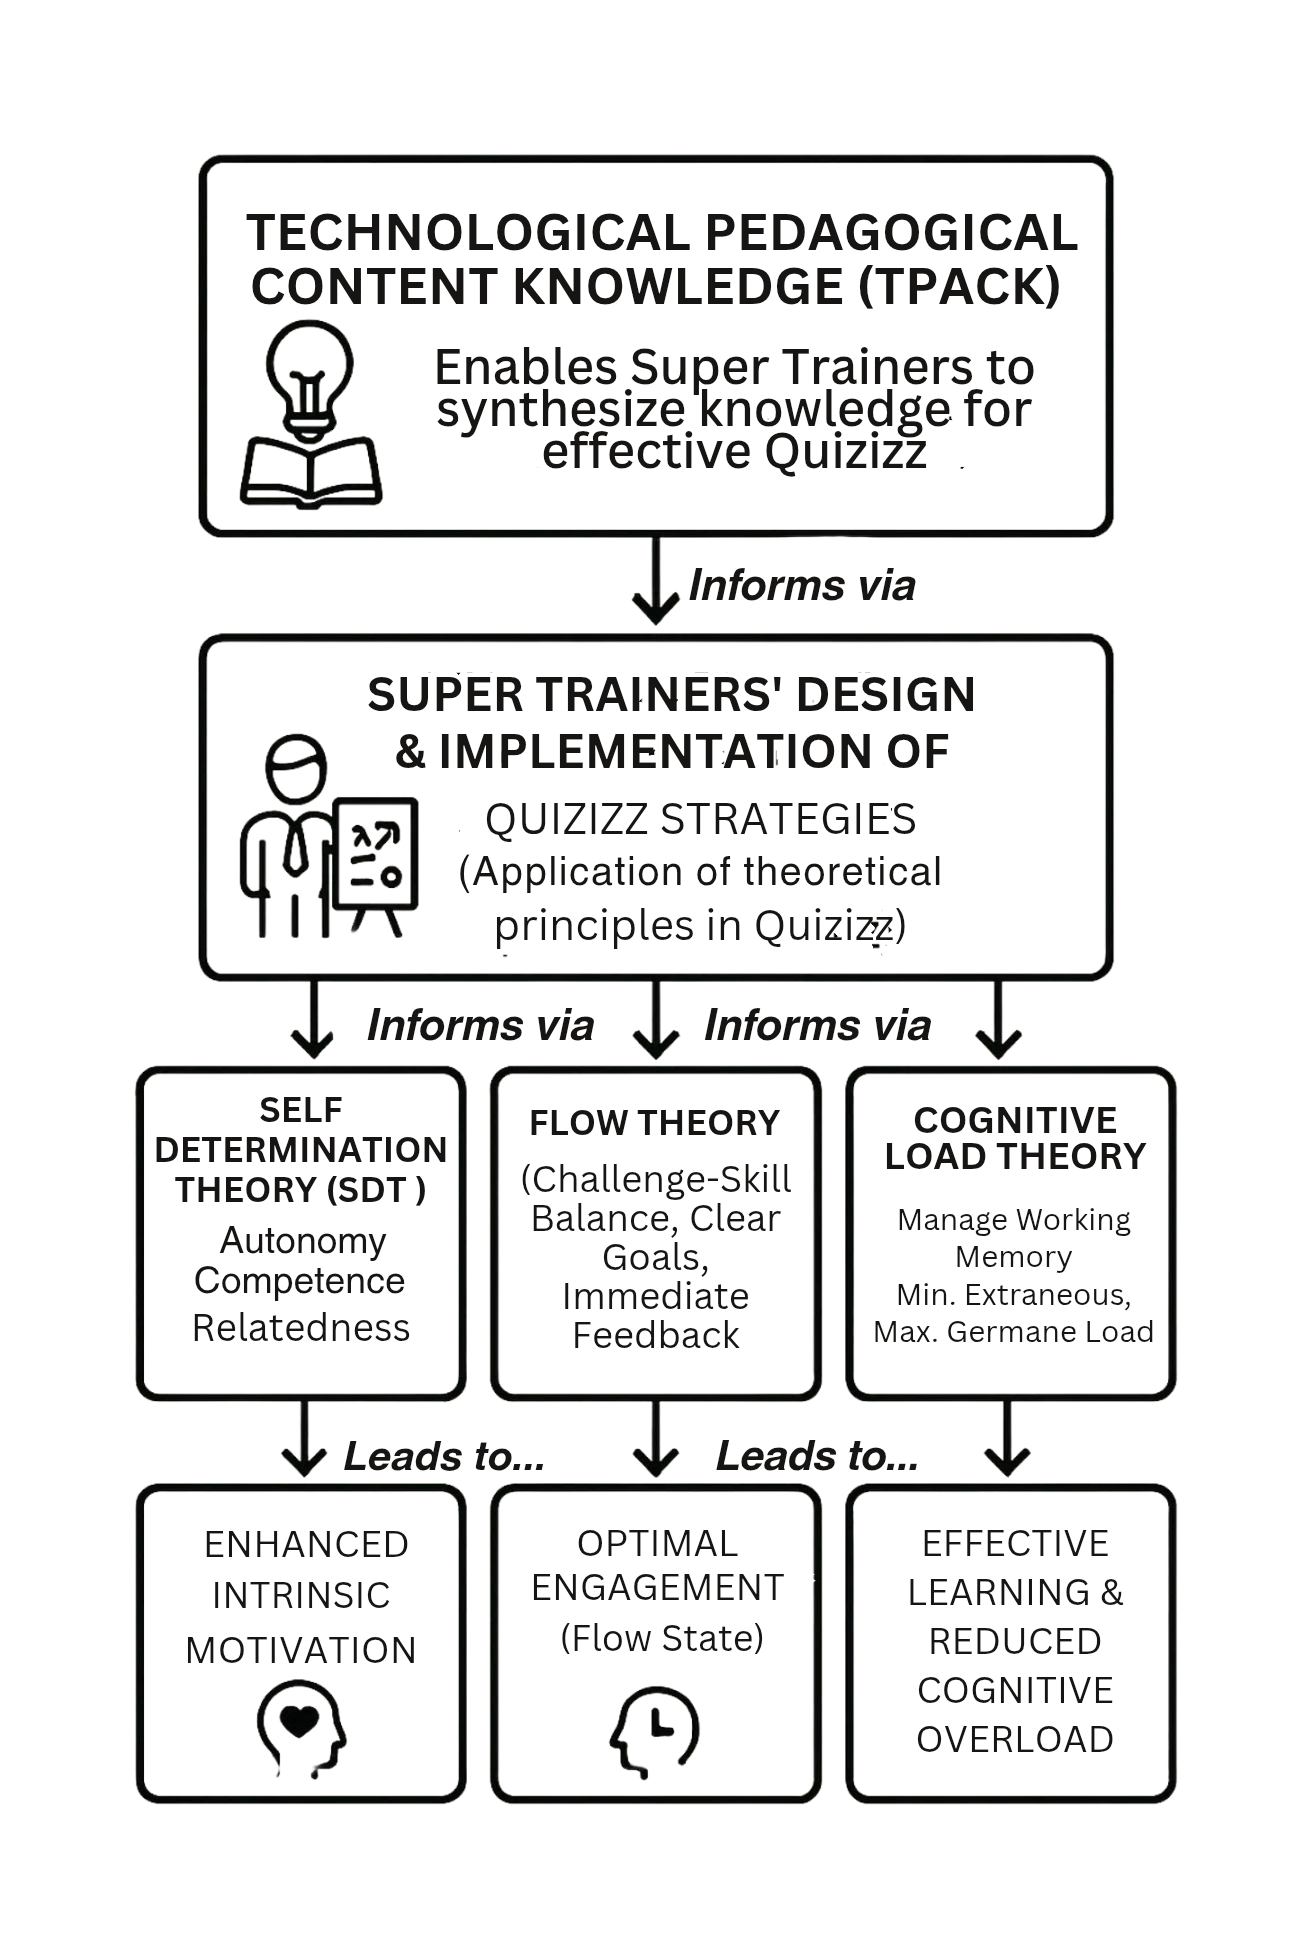 TECHNOLOGICAL PEDAGOGICAL
CONTENT KNOWLEDGE (TPACK)
Enables Super Trainers to
synthesize knowledge for
effective Quizizz
Informs via
SUPER TRAINERS' DESIGN
& IMPLEMENTATION OF
QUIZIZZ STRATEGIES
(Application of theoretical
principles in Quizizz)
Informs via
Informs via
SELF
DETERMINATION
THEORY (SDT )
Autonomy
Competence
Relatedness
FLOW THEORY
(Challenge-Skill
Balance, Clear
Goals,
Immediate
Feedback
COGNITIVE
LOAD THEORY
Manage Working
Memory
Min. Extraneous,
Max. Germane Load
Leads to...
Leads to...
ENHANCED
INTRINSIC
MOTIVATION
OPTIMAL
ENGAGEMENT
(Flow State)
EFFECTIVE
LEARNING &
REDUCED
COGNITIVE
OVERLOAD